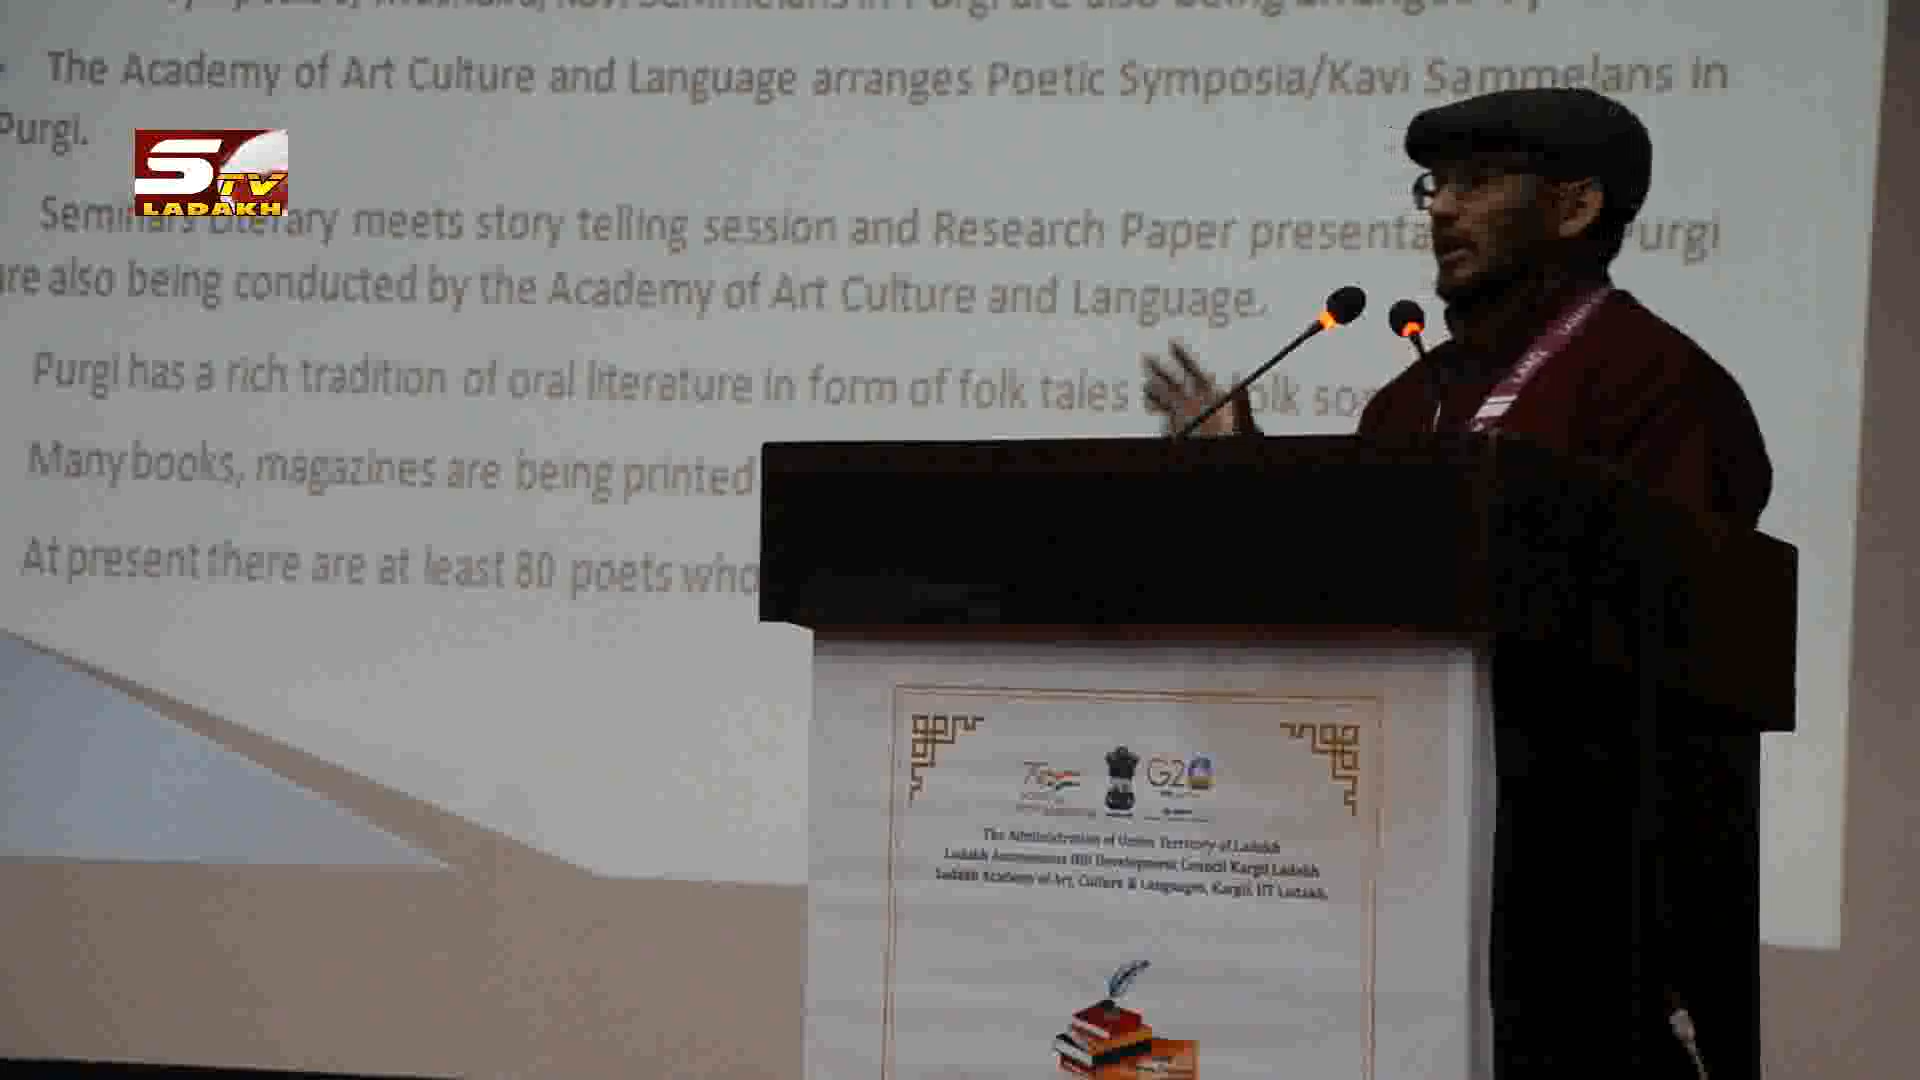 The Academy of Art Culture and Language arranges Poetic Symposia/Kavi Sammelans in
Purgi.
Seminars Literary meets story telling session and Research Paper Purgi
are also being conducted by the Academy of Art Culture and Language.
Purgi has a rich tradition of oral literature in form of folk tales folk
Many books, magazines are being printed
At present there are at least 80 poets who
STV
LADAKH
G20
The Administration of Union Territory of Ladakh
Ladakh Autonomous Hill Development Council Kargil Ladakh
Ladakh Academy of Art, Culture & Languages, Kargil, UT Ladakh.